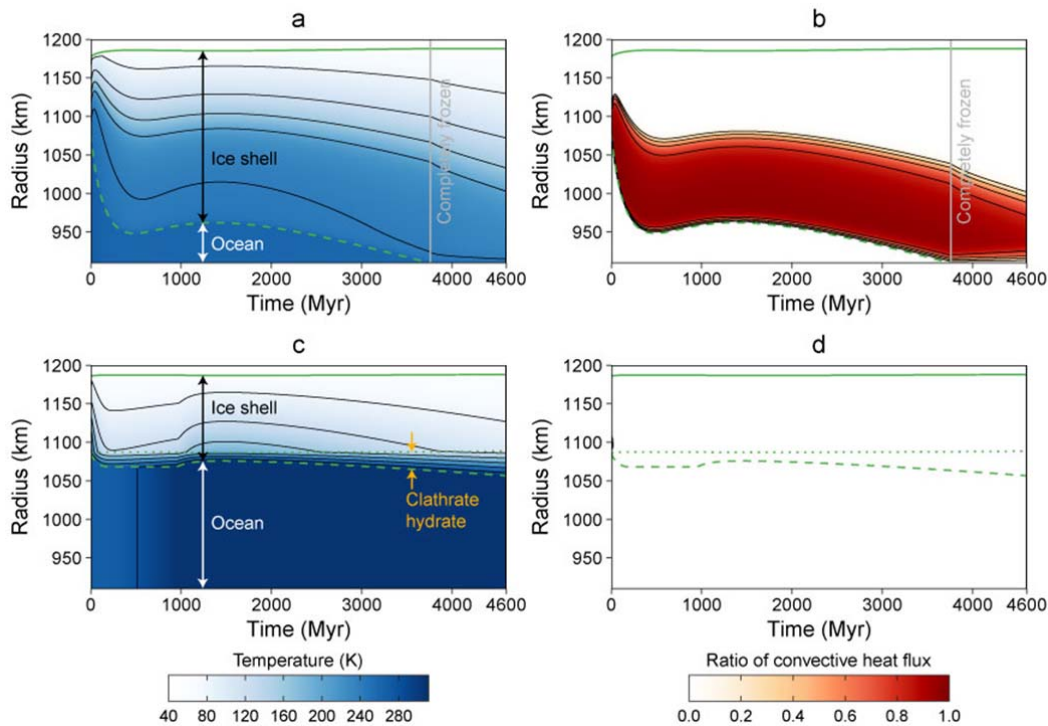 a
1200
1150
1100
1050
1000
950
Radius (km)
Ice shell
Ocean
Completely frozen
0
1000
2000
3000
4000
4600
Time (Myr)
b
1200
1150
1100
1050
1000
950
Radius (km)
Completely frozen
0
1000
2000
3000
4000
4600
Time (Myr)
c
1200
1150
1100
1050
1000
950
Radius (km)
Ice shell
Ocean
Clathrate
hydrate
0
1000
2000
3000
4000
4600
Time (Myr)
d
1200
1150
1100
1050
1000
950
Radius (km)
0
1000
2000
3000
4000
4600
Time (Myr)
Temperature (K)
40 80 120 160 200 240 280
Ratio of convective heat flux
0.0 0.2 0.4 0.6 0.8 1.0